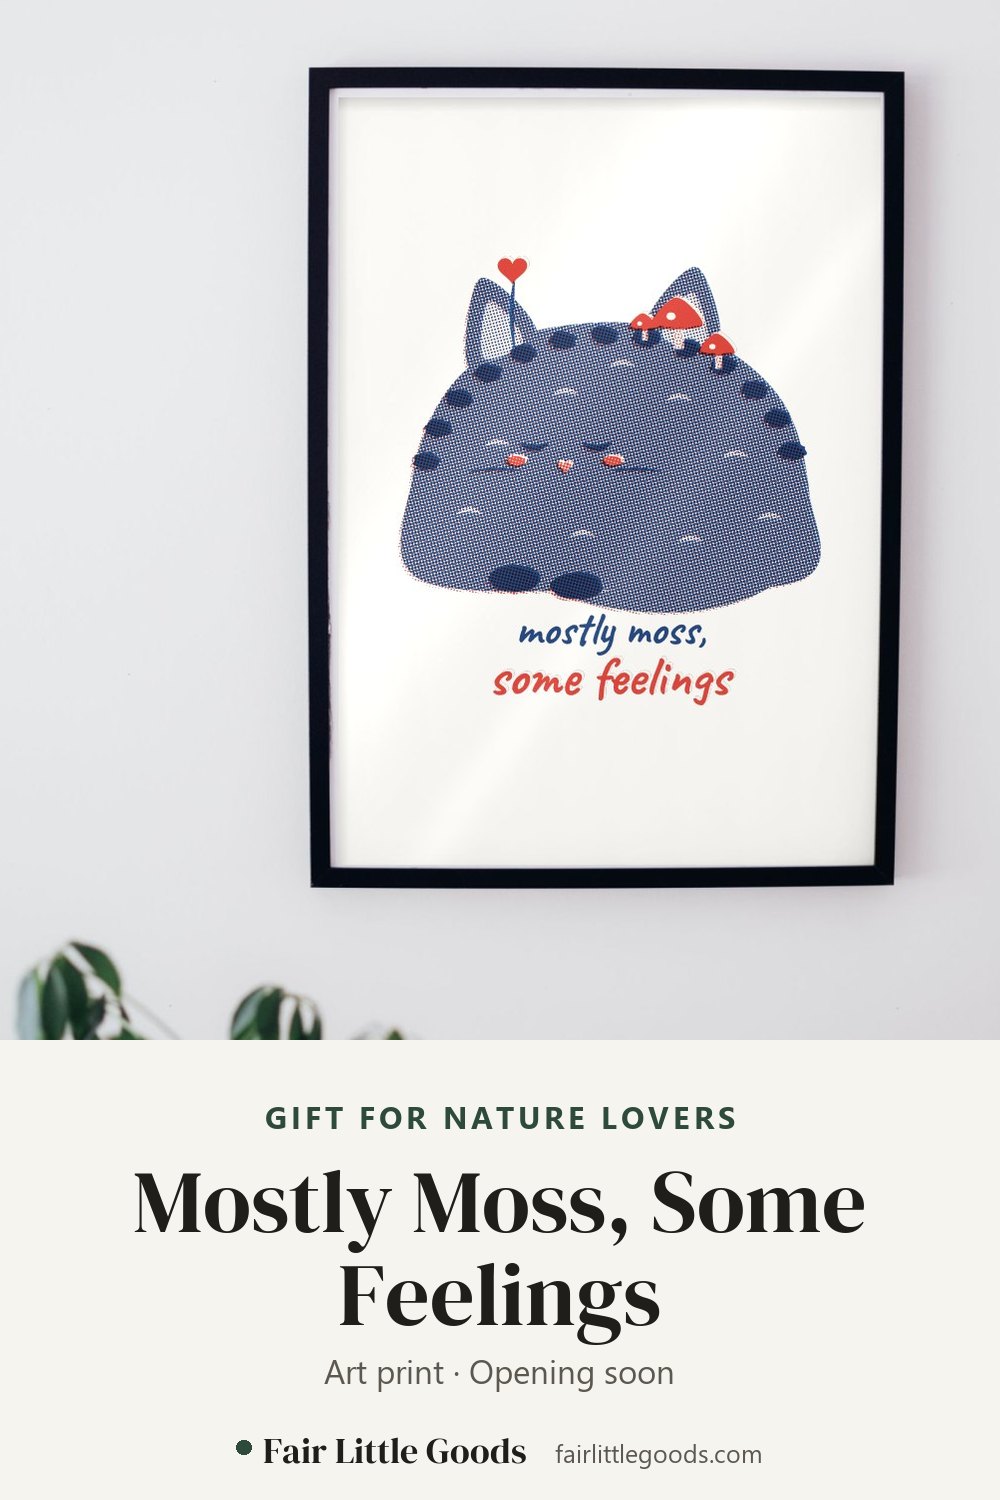 mostly moss,
some feelings
GIFT FOR NATURE LOVERS
Mostly Moss, Some
Feelings
Art print · Opening soon
Fair Little Goods fairlittlegoods.com